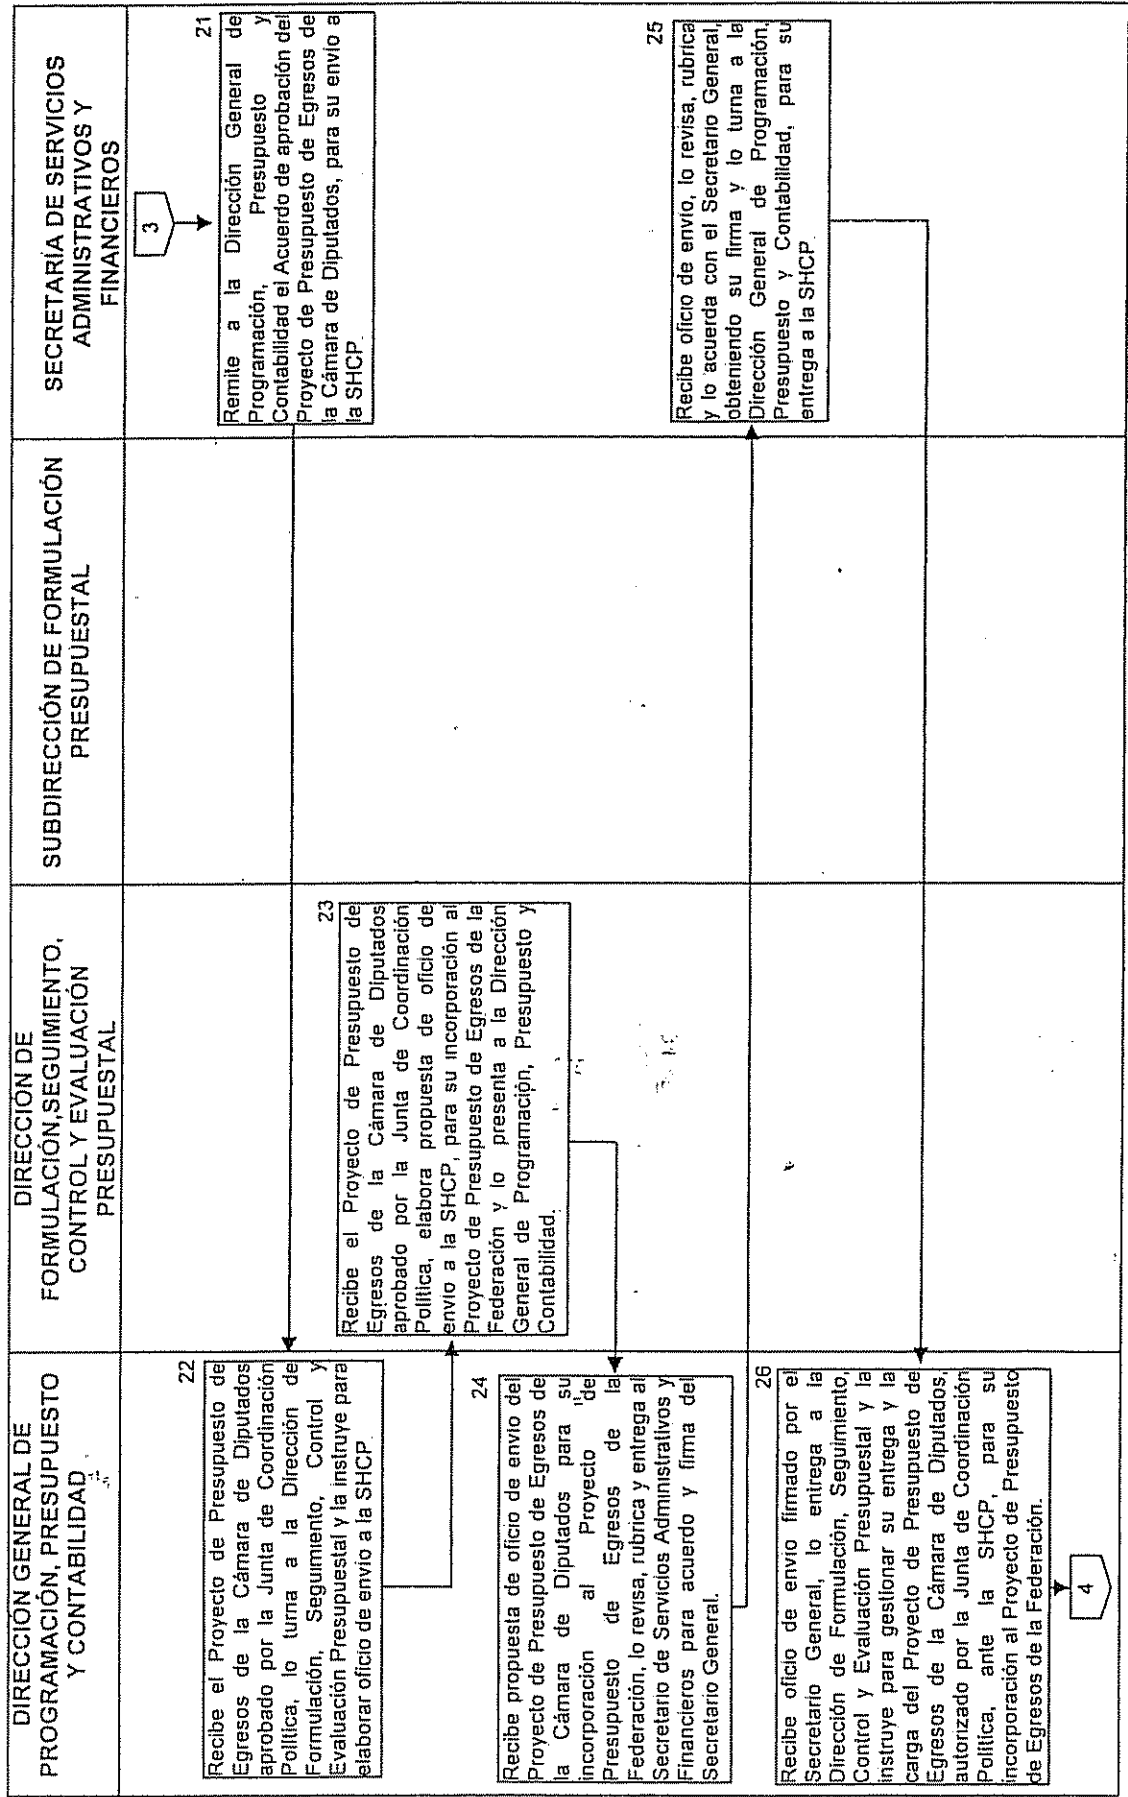 DIRECCIÓN GENERAL DE
PROGRAMACIÓN, PRESUPUESTO
Y CONTABILIDAD
DIRECCIÓN DE
FORMULACIÓN,SEGUIMIENTO,
CONTROL Y EVALUACIÓN
PRESUPUESTAL
SUBDIRECCIÓN DE FORMULACIÓN
PRESUPUESTAL
SECRETARÍA DE SERVICIOS
ADMINISTRATIVOS Y
FINANCIEROS
3
21
Remite a la Dirección General de
Programación, Presupuesto y
Contabilidad el Acuerdo de aprobación del
Proyecto de Presupuesto de Egresos de
la Cámara de Diputados, para su envío a
la SHCP.
22
Recibe el Proyecto de Presupuesto de
Egresos de la Cámara de Diputados
aprobado por la Junta de Coordinación
Política, lo turna a la Dirección de
Formulación, Seguimiento, Control y
Evaluación Presupuestal y la instruye para
elaborar oficio de envío a la SHCP.
23
Recibe el Proyecto de Presupuesto de
Egresos de la Cámara de Diputados
aprobado por la Junta de Coordinación
Política, elabora propuesta de oficio de
envío a la SHCP, para su incorporación al
Proyecto de Presupuesto de Egresos de la
Federación y lo presenta a la Dirección
General de Programación, Presupuesto y
Contabilidad.
24
Recibe propuesta de oficio de envío del
Proyecto de Presupuesto de Egresos de
la Cámara de Diputados para su
incorporación al Proyecto de
Presupuesto de Egresos de la
Federación, lo revisa, rubrica y entrega al
Secretario de Servicios Administrativos y
Financieros para acuerdo y firma del
Secretario General.
25
Recibe oficio de envío, lo revisa, rubrica
y lo acuerda con el Secretario General,
obteniendo su firma y lo turna a la
Dirección General de Programación,
Presupuesto y Contabilidad, para su
entrega a la SHCP.
26
Recibe oficio de envío firmado por el
Secretario General, lo entrega a la
Dirección de Formulación, Seguimiento,
Control y Evaluación Presupuestal y la
instruye para gestionar su entrega y la
carga del Proyecto de Presupuesto de
Egresos de la Cámara de Diputados,
autorizado por la Junta de Coordinación
Política, ante la SHCP, para su
incorporación al Proyecto de Presupuesto
de Egresos de la Federación.
4